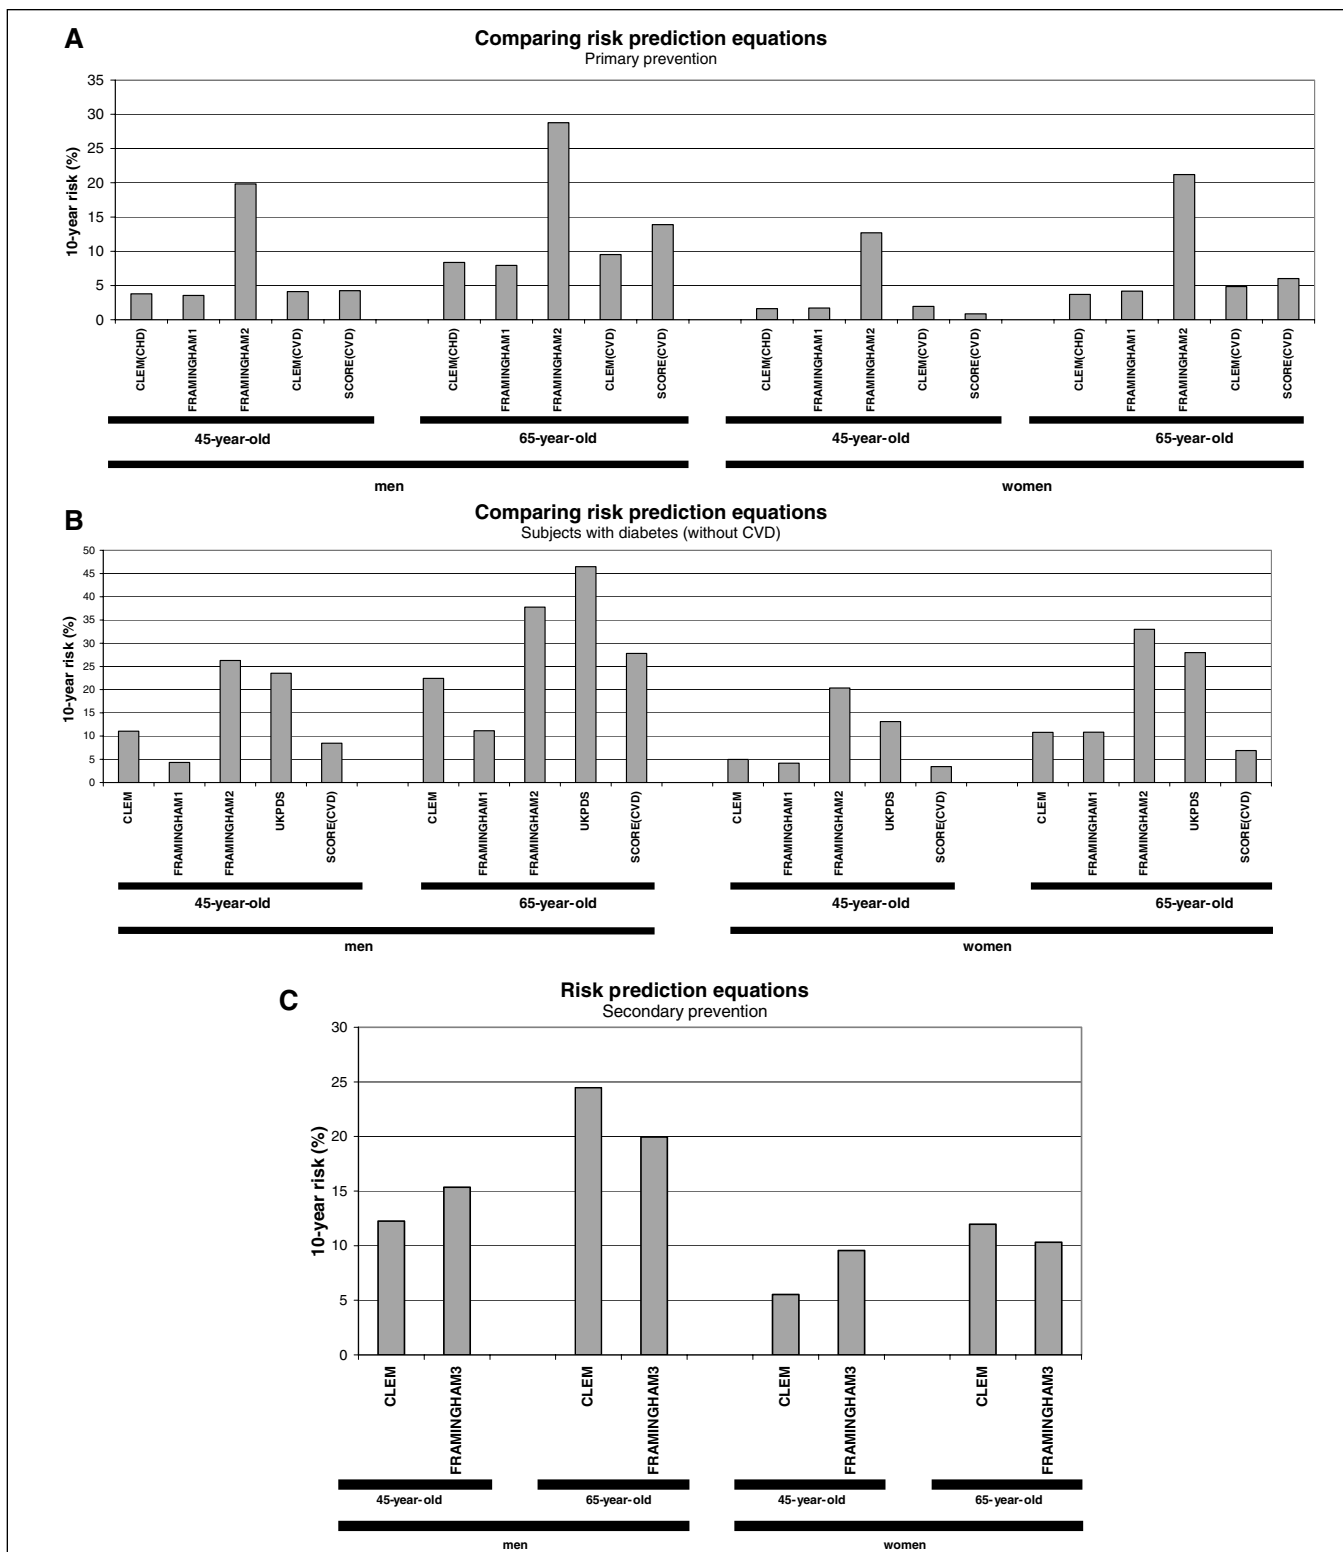 A
Comparing risk prediction equations
Primary prevention
35
30
25
20
15
10
5
0
10-year risk (%)
CLEM(CHD)
FRAMINGHAM1
FRAMINGHAM2
CLEM(CVD)
SCORE(CVD)
CLEM(CHD)
FRAMINGHAM1
FRAMINGHAM2
CLEM(CVD)
SCORE(CVD)
CLEM(CHD)
FRAMINGHAM1
FRAMINGHAM2
CLEM(CVD)
SCORE(CVD)
CLEM(CHD)
FRAMINGHAM1
FRAMINGHAM2
CLEM(CVD)
SCORE(CVD)
45-year-old 65-year-old 45-year-old 65-year-old
men women
B
Comparing risk prediction equations
Subjects with diabetes (without CVD)
50
45
40
35
30
25
20
15
10
5
0
10-year risk (%)
CLEM
FRAMINGHAM1
FRAMINGHAM2
UKPDS
SCORE(CVD)
CLEM
FRAMINGHAM1
FRAMINGHAM2
UKPDS
SCORE(CVD)
CLEM
FRAMINGHAM1
FRAMINGHAM2
UKPDS
SCORE(CVD)
CLEM
FRAMINGHAM1
FRAMINGHAM2
UKPDS
SCORE(CVD)
45-year-old 65-year-old 45-year-old 65-year-old
men women
C
Risk prediction equations
Secondary prevention
30
25
20
15
10
5
0
10-year risk (%)
CLEM
FRAMINGHAM3
CLEM
FRAMINGHAM3
CLEM
FRAMINGHAM3
CLEM
FRAMINGHAM3
45-year-old 65-year-old 45-year-old 65-year-old
men women